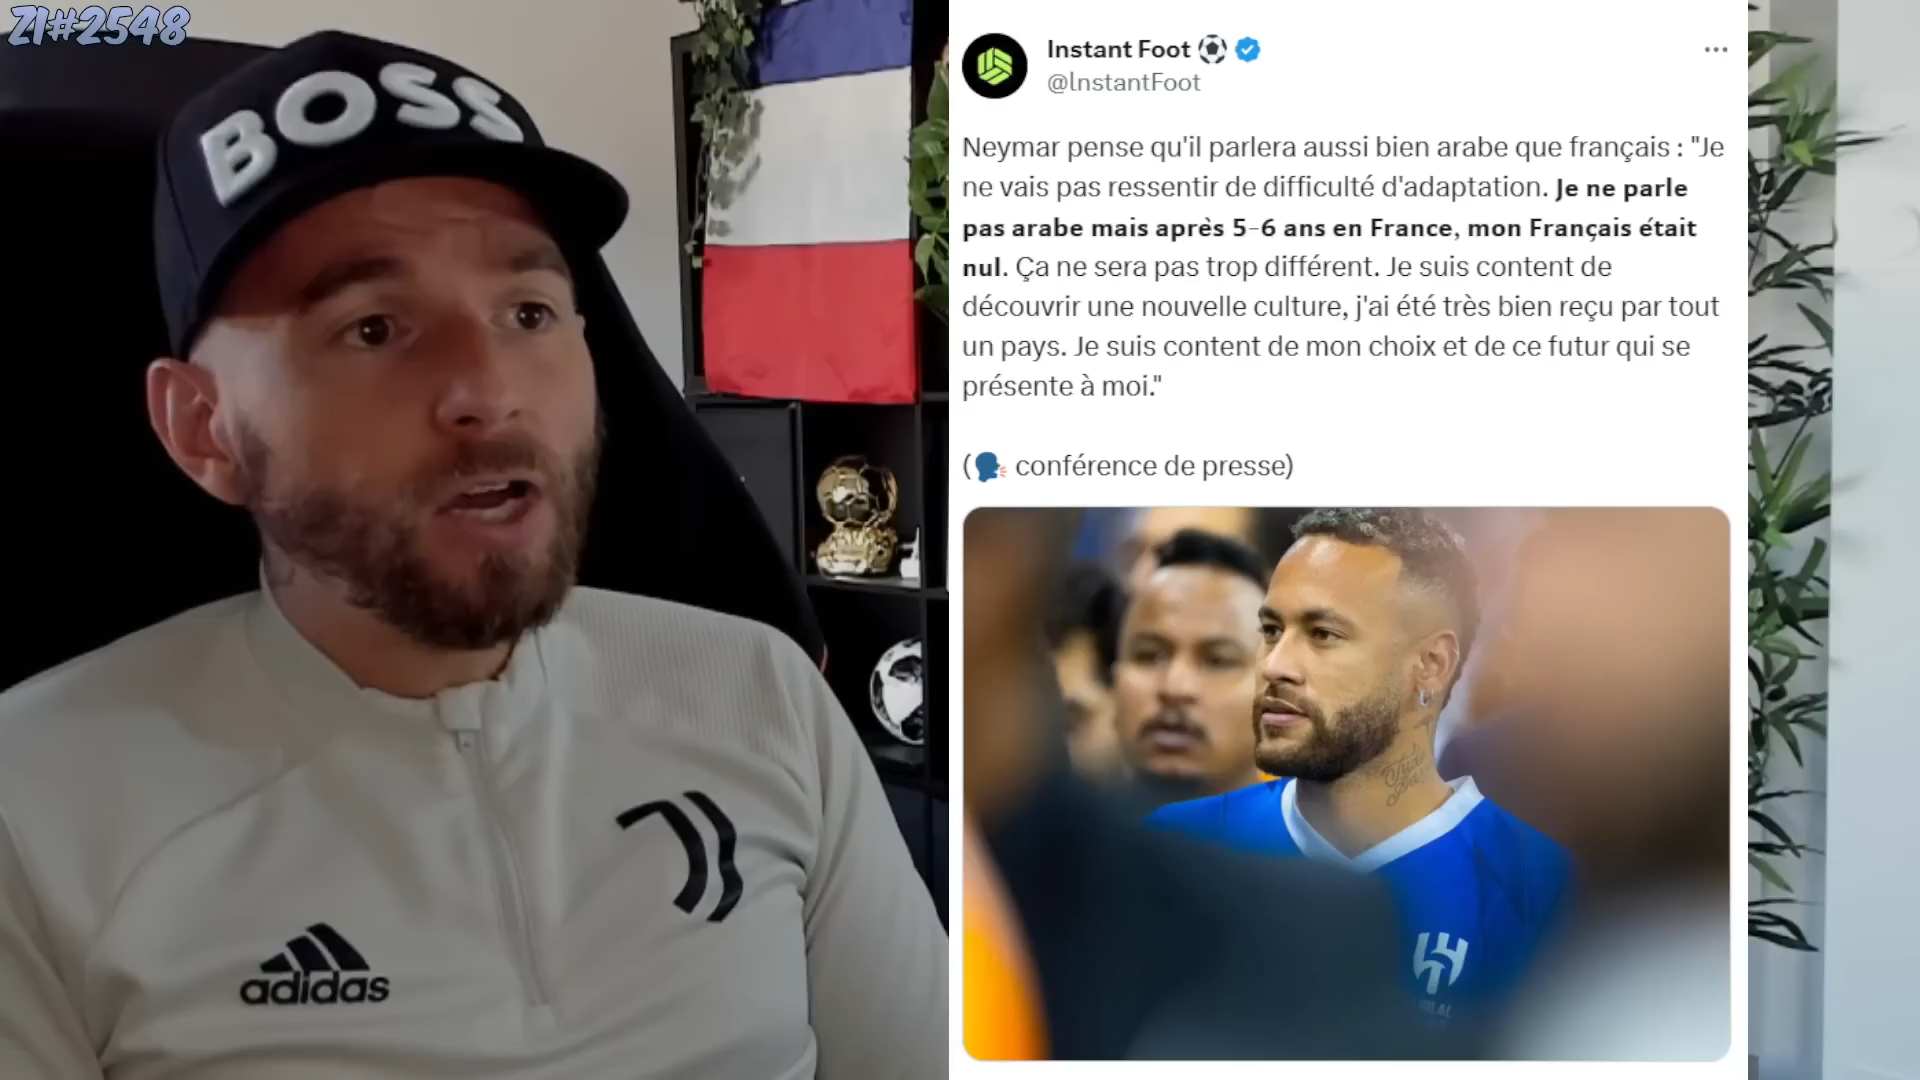 ZI#2548
BOSS
adidas
Instant Foot
@lnstantFoot
Neymar pense qu'il parlera aussi bien arabe que français : "Je
ne vais pas ressentir de difficulté d'adaptation. Je ne parle
pas arabe mais après 5-6 ans en France, mon Français était
nul. Ça ne sera pas trop différent. Je suis content de
découvrir une nouvelle culture, j'ai été très bien reçu par tout
un pays. Je suis content de mon choix et de ce futur qui se
présente à moi."
( conférence de presse)